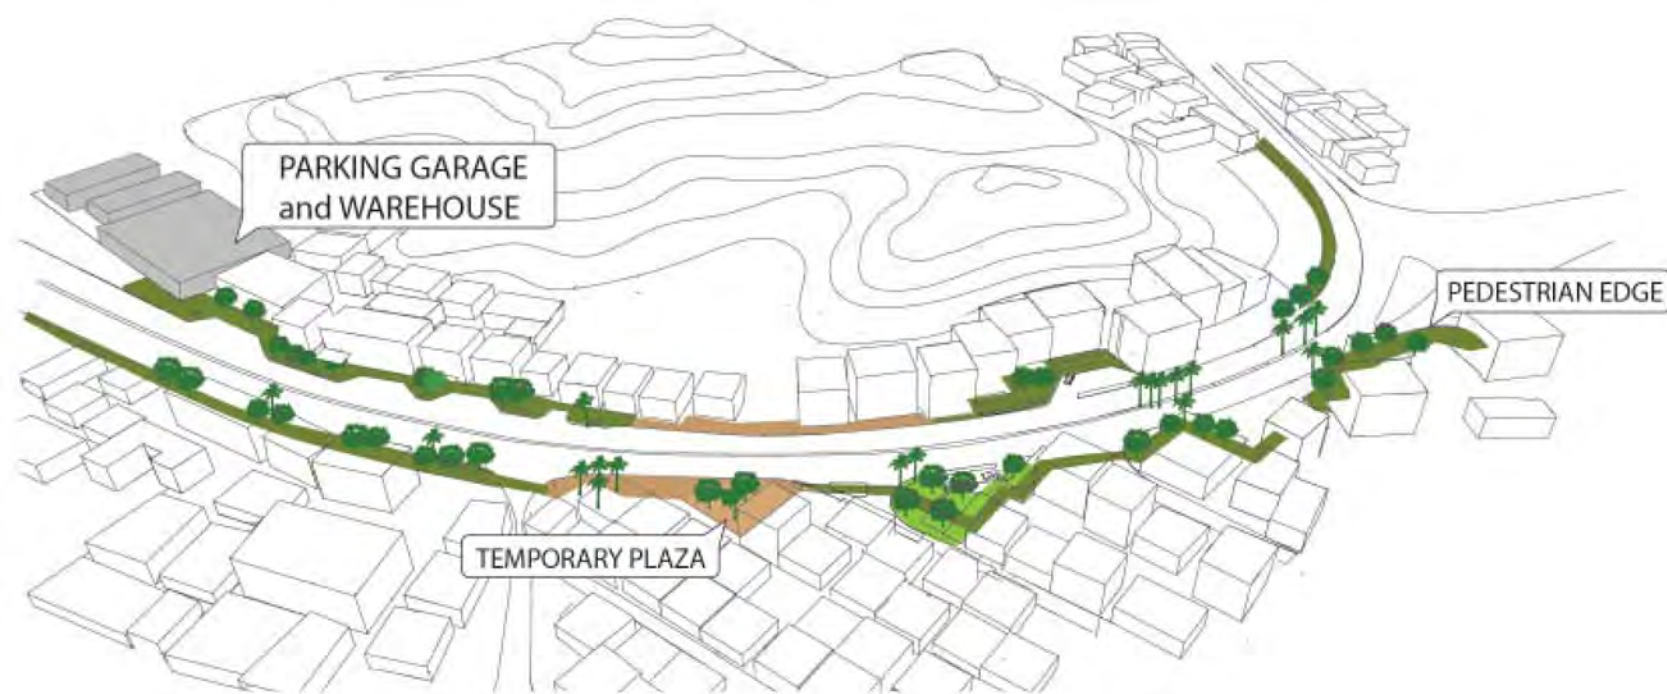 PARKING GARAGE
and WAREHOUSE
PEDESTRIAN EDGE
TEMPORARY PLAZA